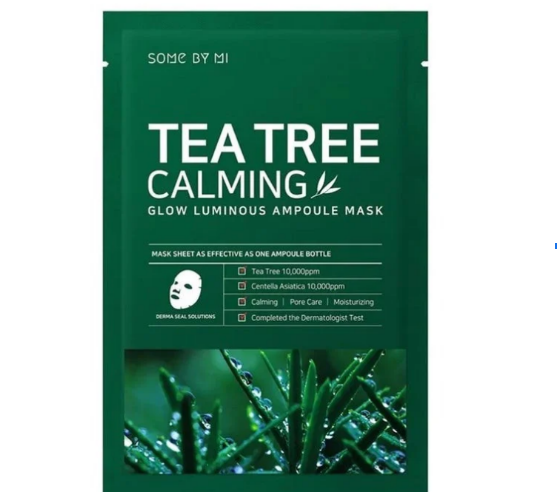 SOME BY MI
TEA TREE
CALMING
GLOW LUMINOUS AMPOULE MASK
MASK SHEET AS EFFECTIVE AS ONE AMPOULE BOTTLE
Tea Tree 10,000ppm
Centella Asiatica 10,000ppm
Calming | Pore Care | Moisturizing
Completed the Dermatologist Test
DERMA SEAL SOLUTIONS